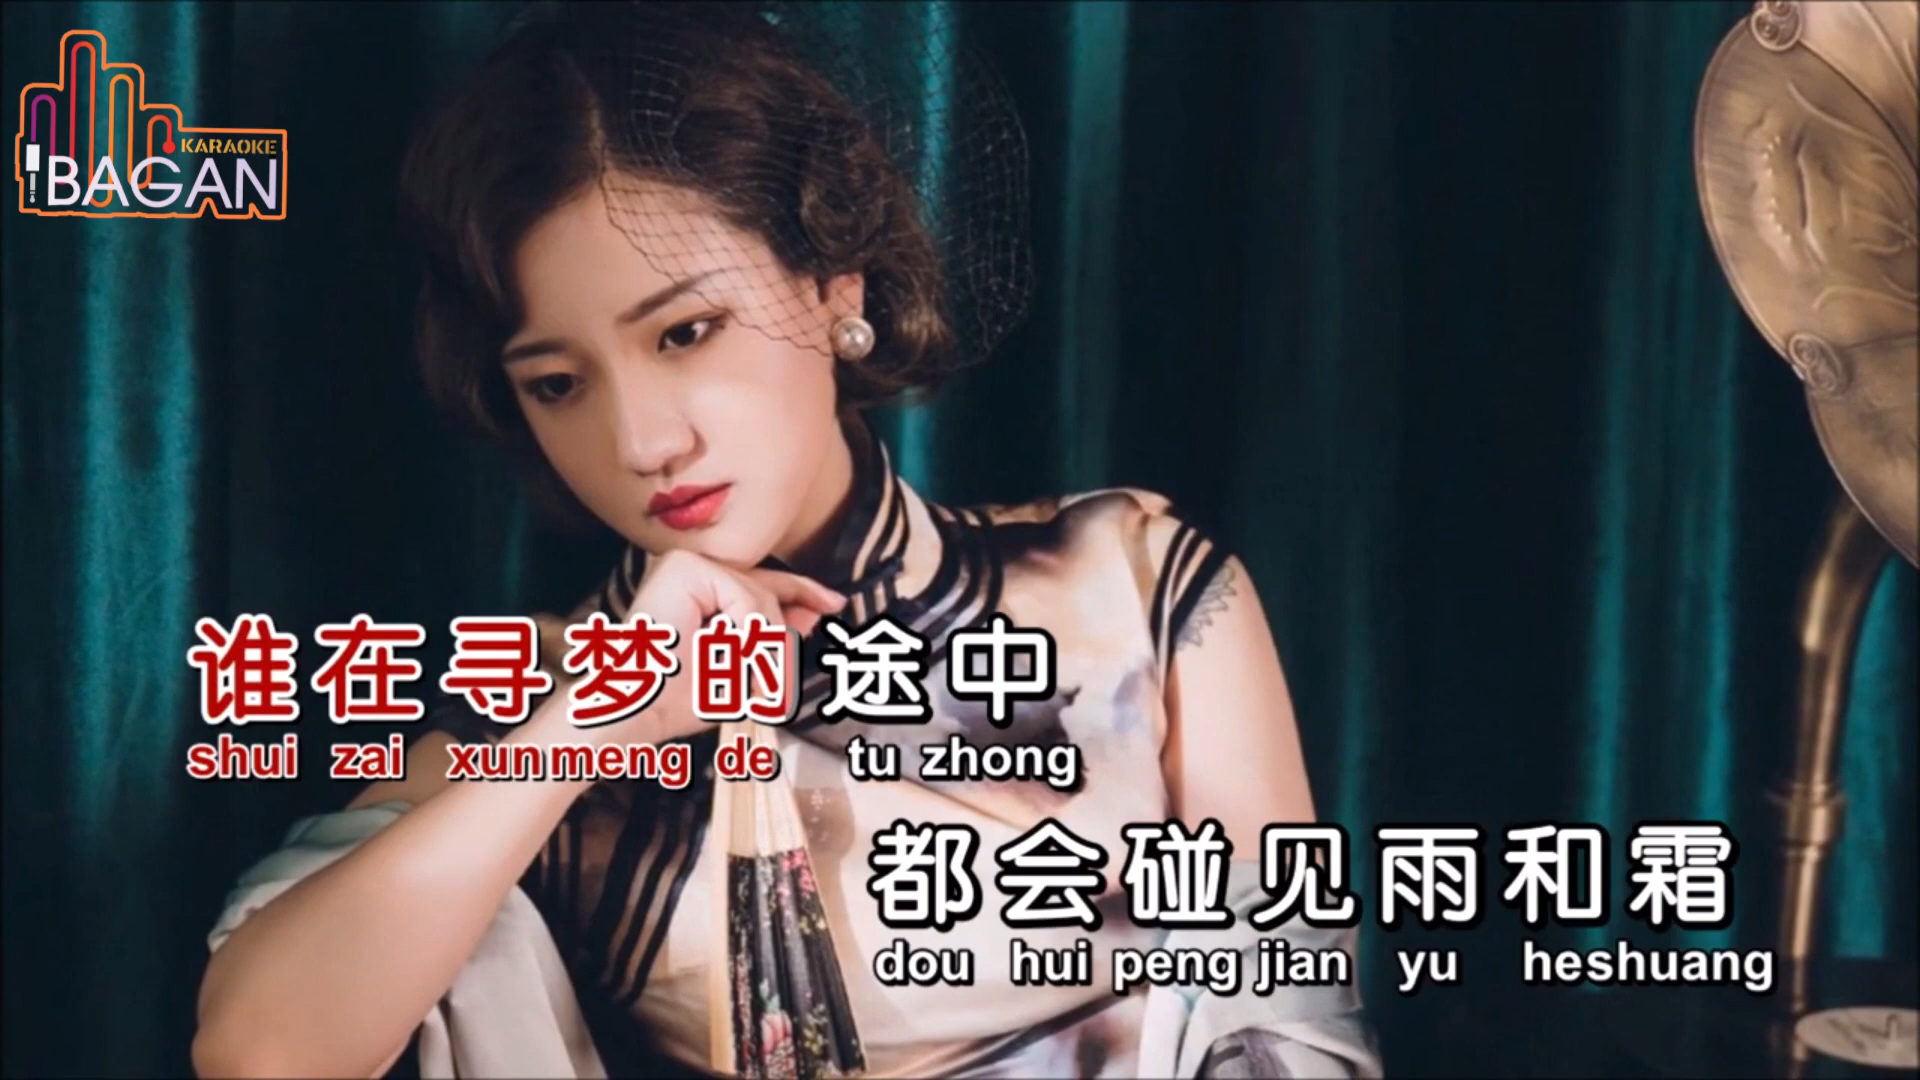 KARAOKE
BAGAN
谁在寻梦的途中
shui zai xunmeng de tu zhong
都会碰见雨和霜
dou hui peng jian yu heshuang